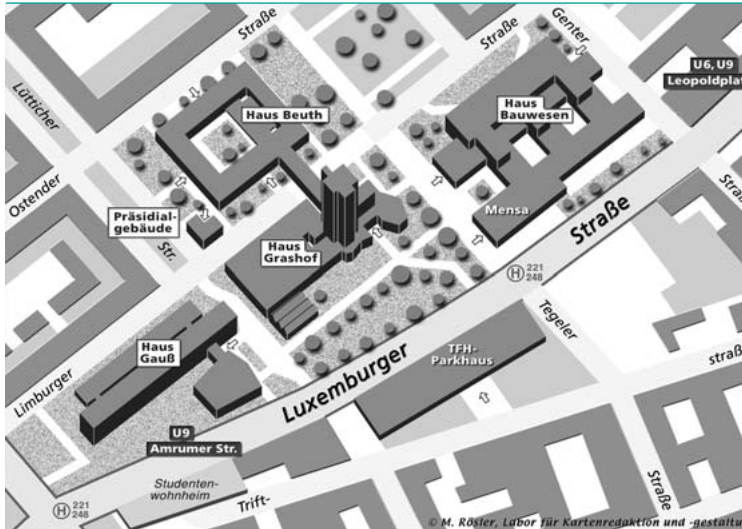 Straße
Straße
Genter
U6, U9
Leopoldplat
Lütticher
Haus Beuth
Haus
Bauwesen
Ostender
Präsidial-
gebäude
Str.
Mensa
Straße
Straß
Haus
Grashof
H 221
248
Tegeler
Haus
Gauß
TFH-
Parkhaus
straß
Limburger
Luxemburger
U9
Amrumer Str.
Studenten-
wohnheim
Straße
H 221
248
Trift-
© M. Rösler, Labor für Kartenredaktion und -gestaltu